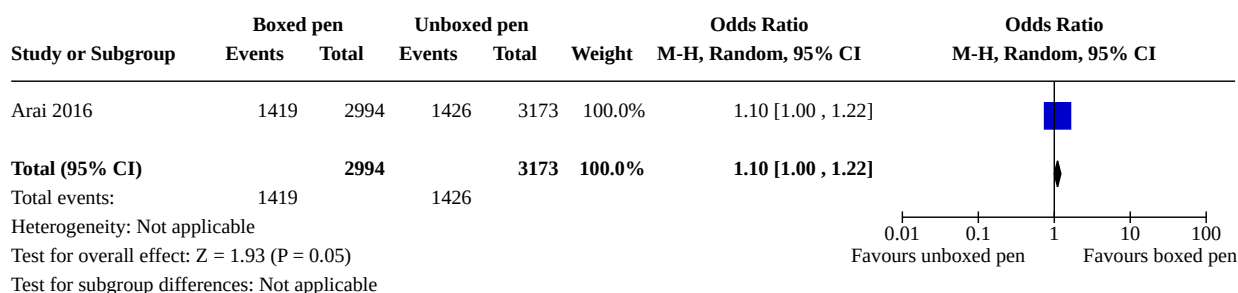 Boxed pen Unboxed pen Odds Ratio Odds Ratio
Study or Subgroup Events Total Events Total Weight M-H, Random, 95% CI M-H, Random, 95% CI
Arai 2016 1419 2994 1426 3173 100.0% 1.10 [1.00 , 1.22]
Total (95% CI) 2994 3173 100.0% 1.10 [1.00 , 1.22]
Total events: 1419 1426
Heterogeneity: Not applicable
0.01 0.1 1 10 100
Test for overall effect: Z = 1.93 (P = 0.05) Favours unboxed pen Favours boxed pen
Test for subgroup differences: Not applicable